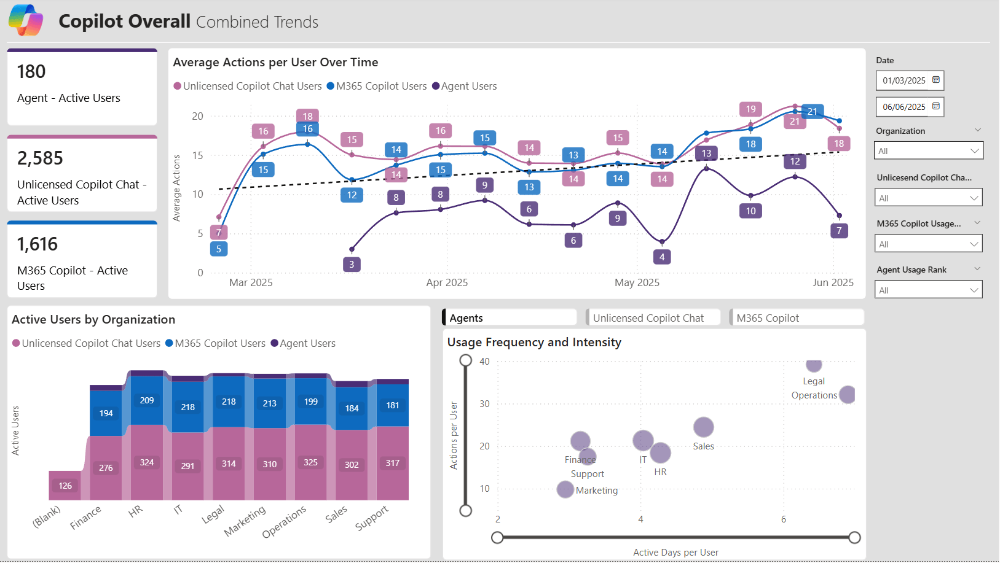 Copilot Overall Combined Trends
180
Agent - Active Users
2,585
Unlicensed Copilot Chat -
Active Users
1,616
M365 Copilot - Active
Users
Average Actions per User Over Time
Unlicensed Copilot Chat Users M365 Copilot Users Agent Users
Average Actions
20
15
10
5
0
7 16 18 15 14 16 14 14 15 14 19 21 18
5 15 16 12 14 15 15 13 13 14 14 18 21
3 8 8 9 6 6 9 4 13 10 12 7
Mar 2025 Apr 2025 May 2025 Jun 2025
Date
01/03/2025
06/06/2025
Organization
All
Unlicesend Copilot Cha...
All
M365 Copilot Usage...
All
Agent Usage Rank
All
Active Users by Organization
Unlicensed Copilot Chat Users M365 Copilot Users Agent Users
Active Users
194 209 218 218 213 199 184 181
126 276 324 291 314 310 325 302 317
(Blank) Finance HR IT Legal Marketing Operations Sales Support
Agents
Unlicensed Copilot Chat
M365 Copilot
Usage Frequency and Intensity
Actions per User
40
30
20
10
Legal
Operations
Sales
Finance
IT
HR
Support
Marketing
2 4 6
Active Days per User